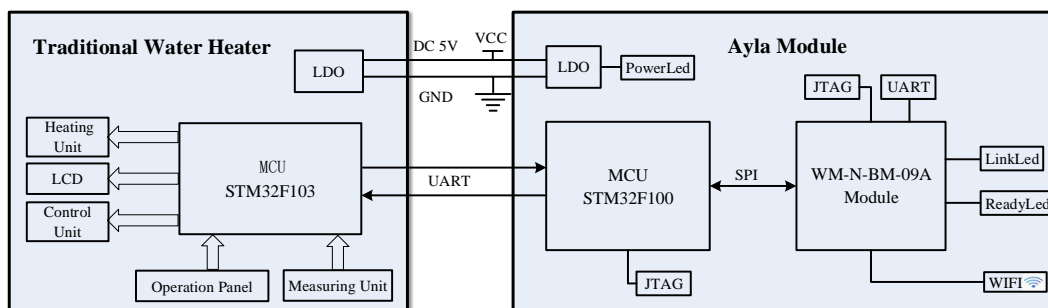 Traditional Water Heater
LDO
DC 5V
VCC
GND
Heating
Unit
LCD
Control
Unit
MCU
STM32F103
UART
Operation Panel
Measuring Unit
Ayla Module
LDO
PowerLed
MCU
STM32F100
JTAG
SPI
JTAG
UART
WM-N-BM-09A
Module
LinkLed
ReadyLed
WIFI